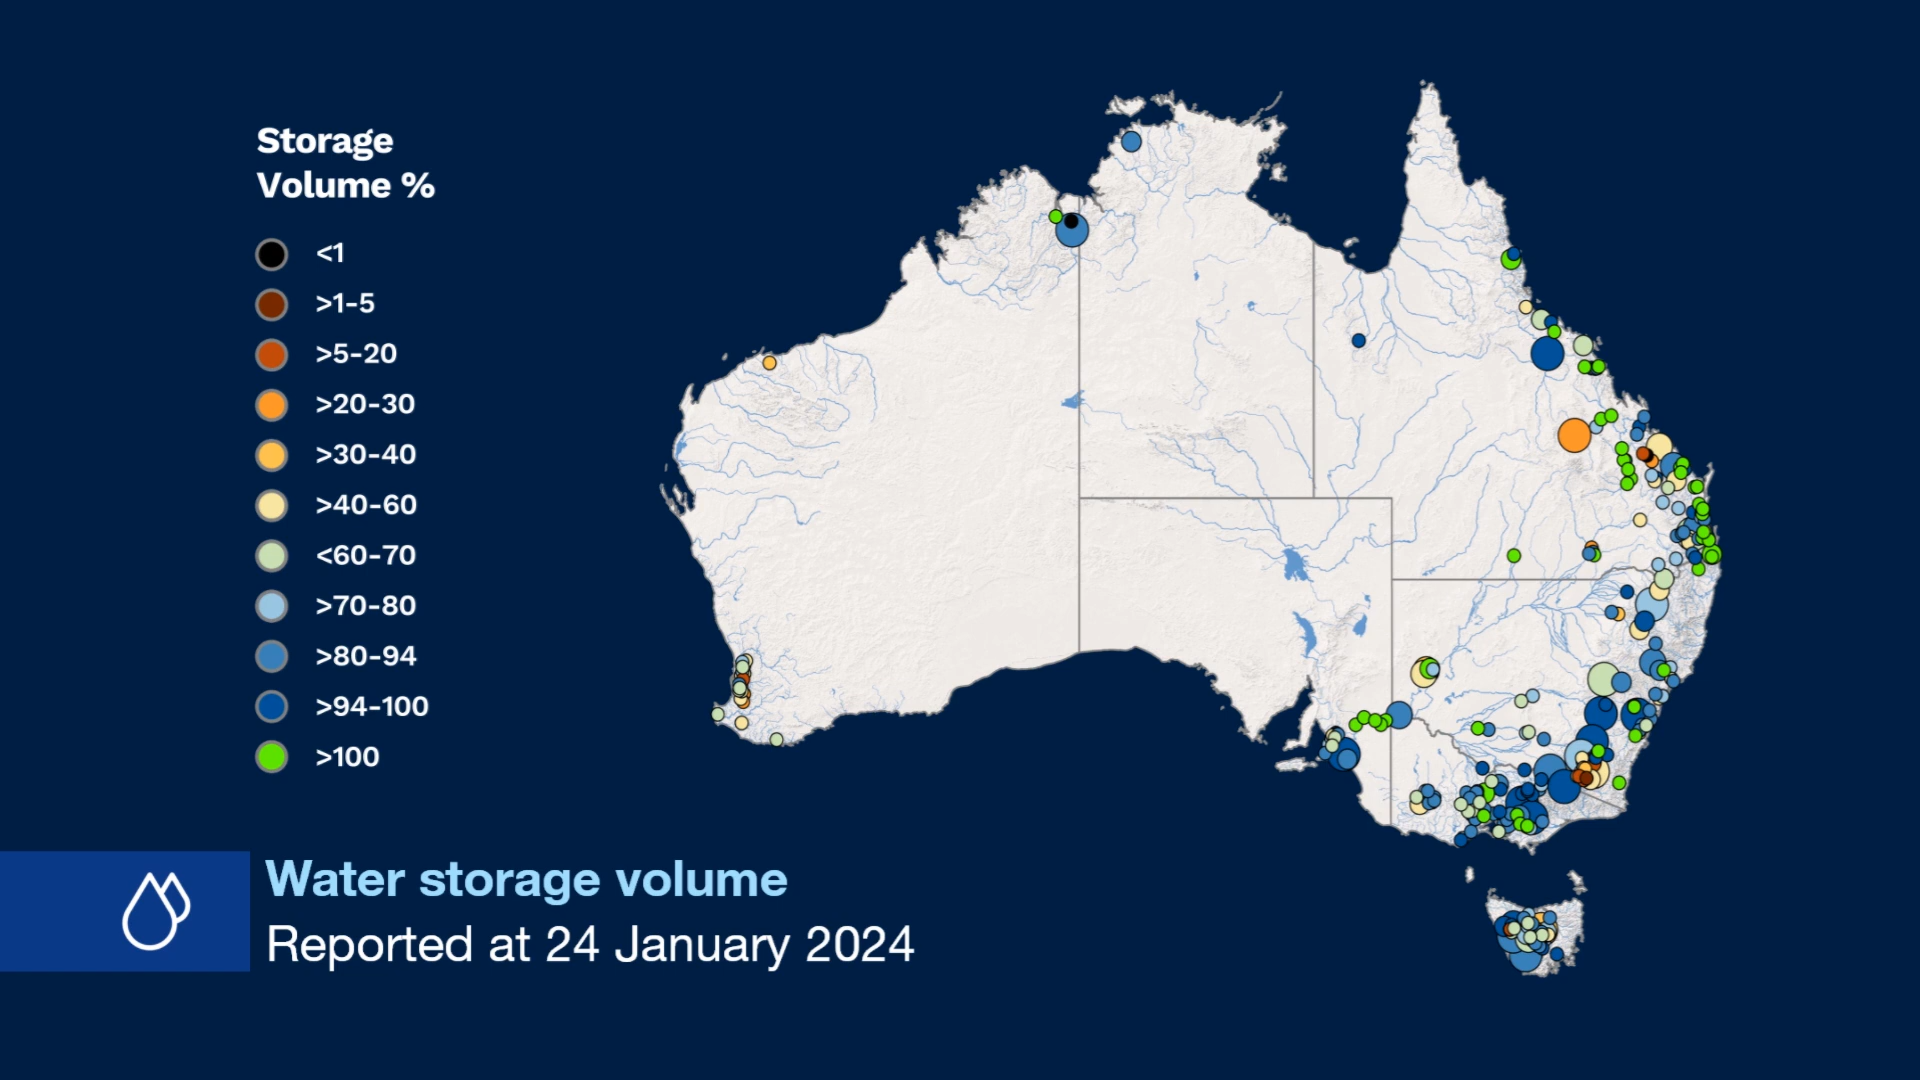 Storage
Volume %
<1
>1-5
>5-20
>20-30
>30-40
>40-60
<60-70
>70-80
>80-94
>94-100
>100
Water storage volume
Reported at 24 January 2024